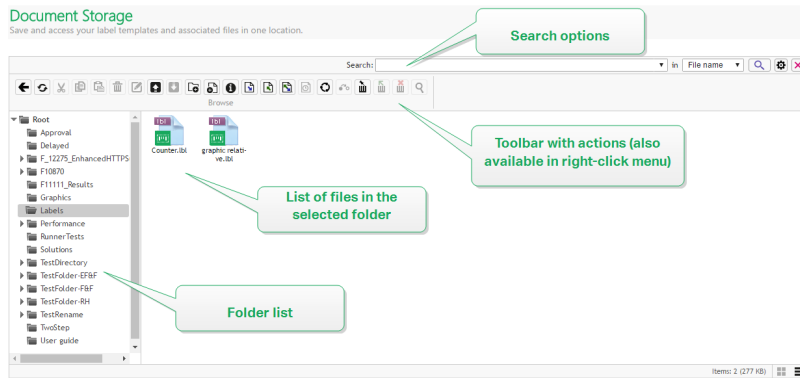 Document Storage
Save and access your label templates and associated files in one location.
Search options
Search:
in
File name
Browse
Toolbar with actions (also
available in right-click menu)
Root
Approval
Delayed
F_12275_EnhancedHTTPS
F10870
F11111_Results
Graphics
Labels
Performance
RunnerTests
Solutions
TestDirectory
TestFolder-EF&F
TestFolder-F&F
TestFolder-RH
TestRename
TwoStep
User guide
lbl
lbl
Counter.lbl
graphic relati-
ve.lbl
List of files in the
selected folder
Folder list
Items: 2 (277 KB)